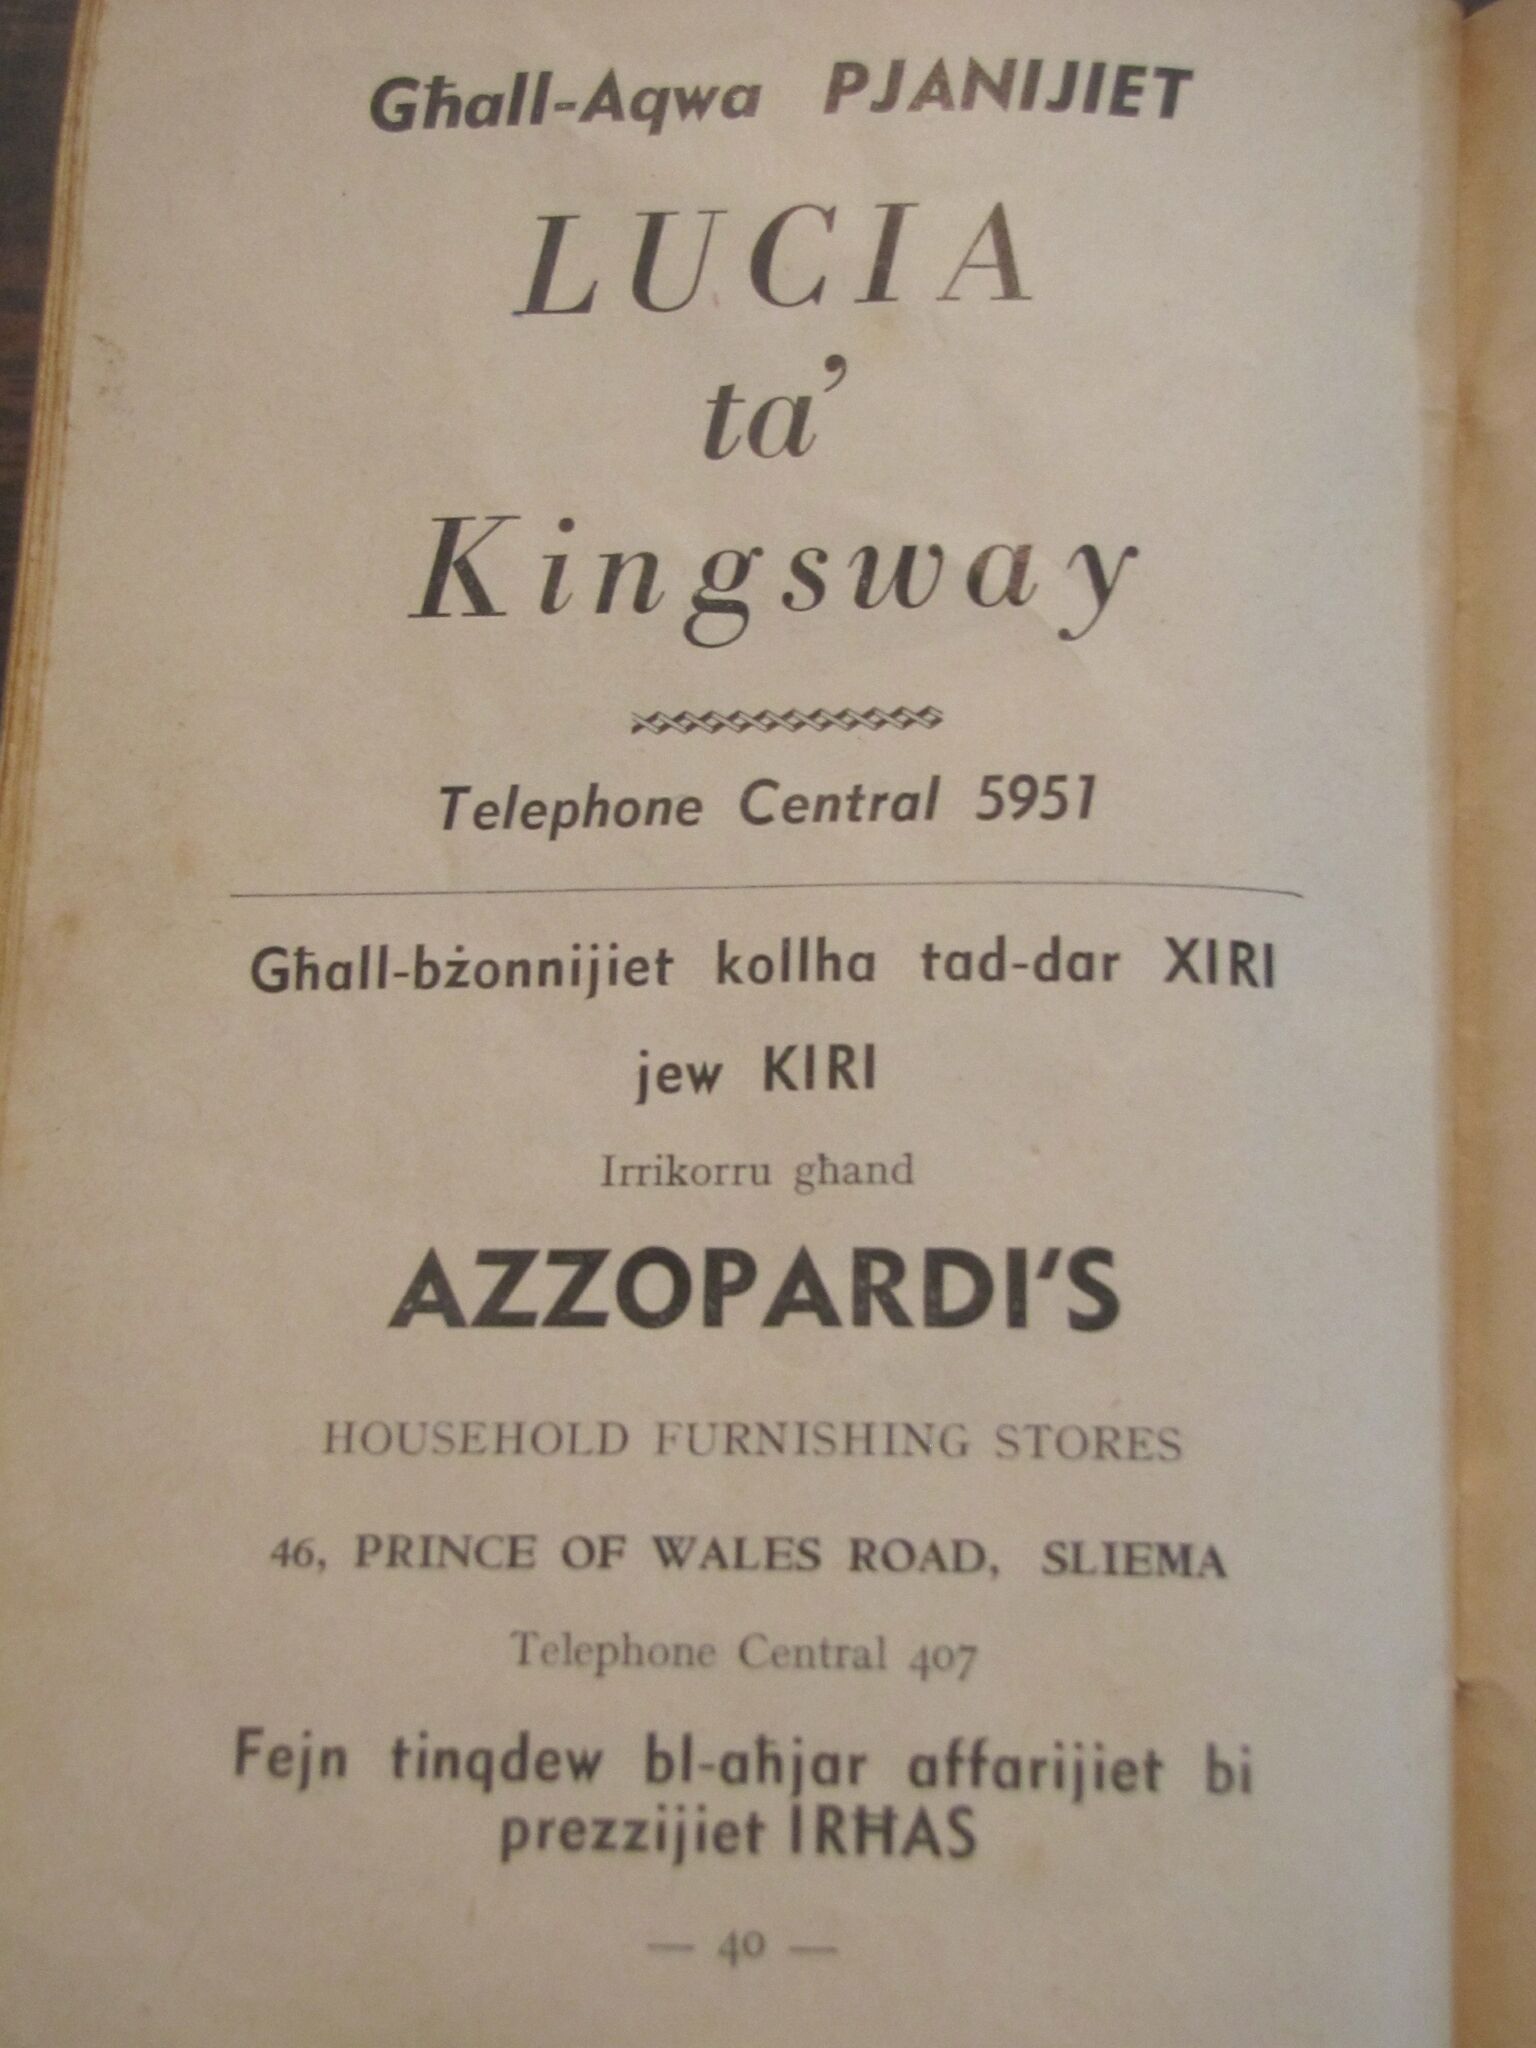 Għall-Aqwa PJANIJIET
LUCIA
ta'
Kingsway
Telephone Central 5951
Għall-bżonnijiet kollha tad-dar XIRI
jew KIRI
Irrikorru għand
AZZOPARDI'S
HOUSEHOLD FURNISHING STORES
46, PRINCE OF WALES ROAD, SLIEMA
Telephone Central 407
Fejn tinqdew bl-aħjar affarijiet bi
prezzijiet IRĦAS
— 40 —